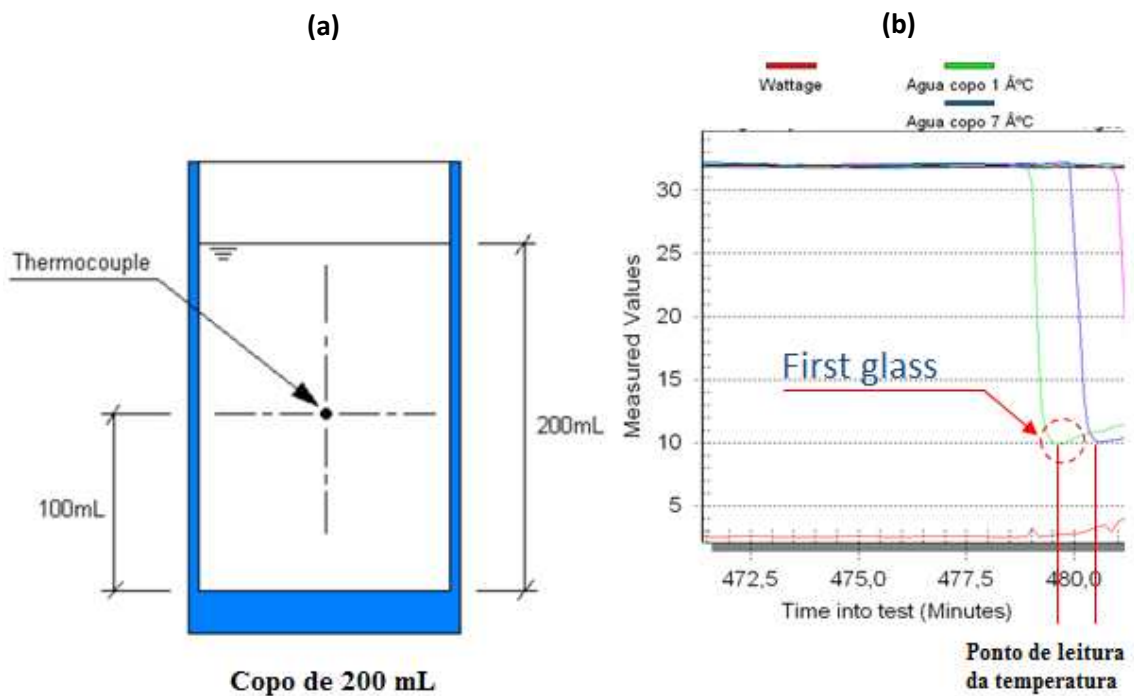 (a)
Thermocouple
200mL
100mL
Copo de 200 mL
(b)
Wattage
Agua copo 1 ÂºC
Agua copo 7 ÂºC
Measured Values
30
25
20
15
10
5
First glass
472,5
475,0
477,5
480,0
Time into test (Minutes)
Ponto de leitura
da temperatura